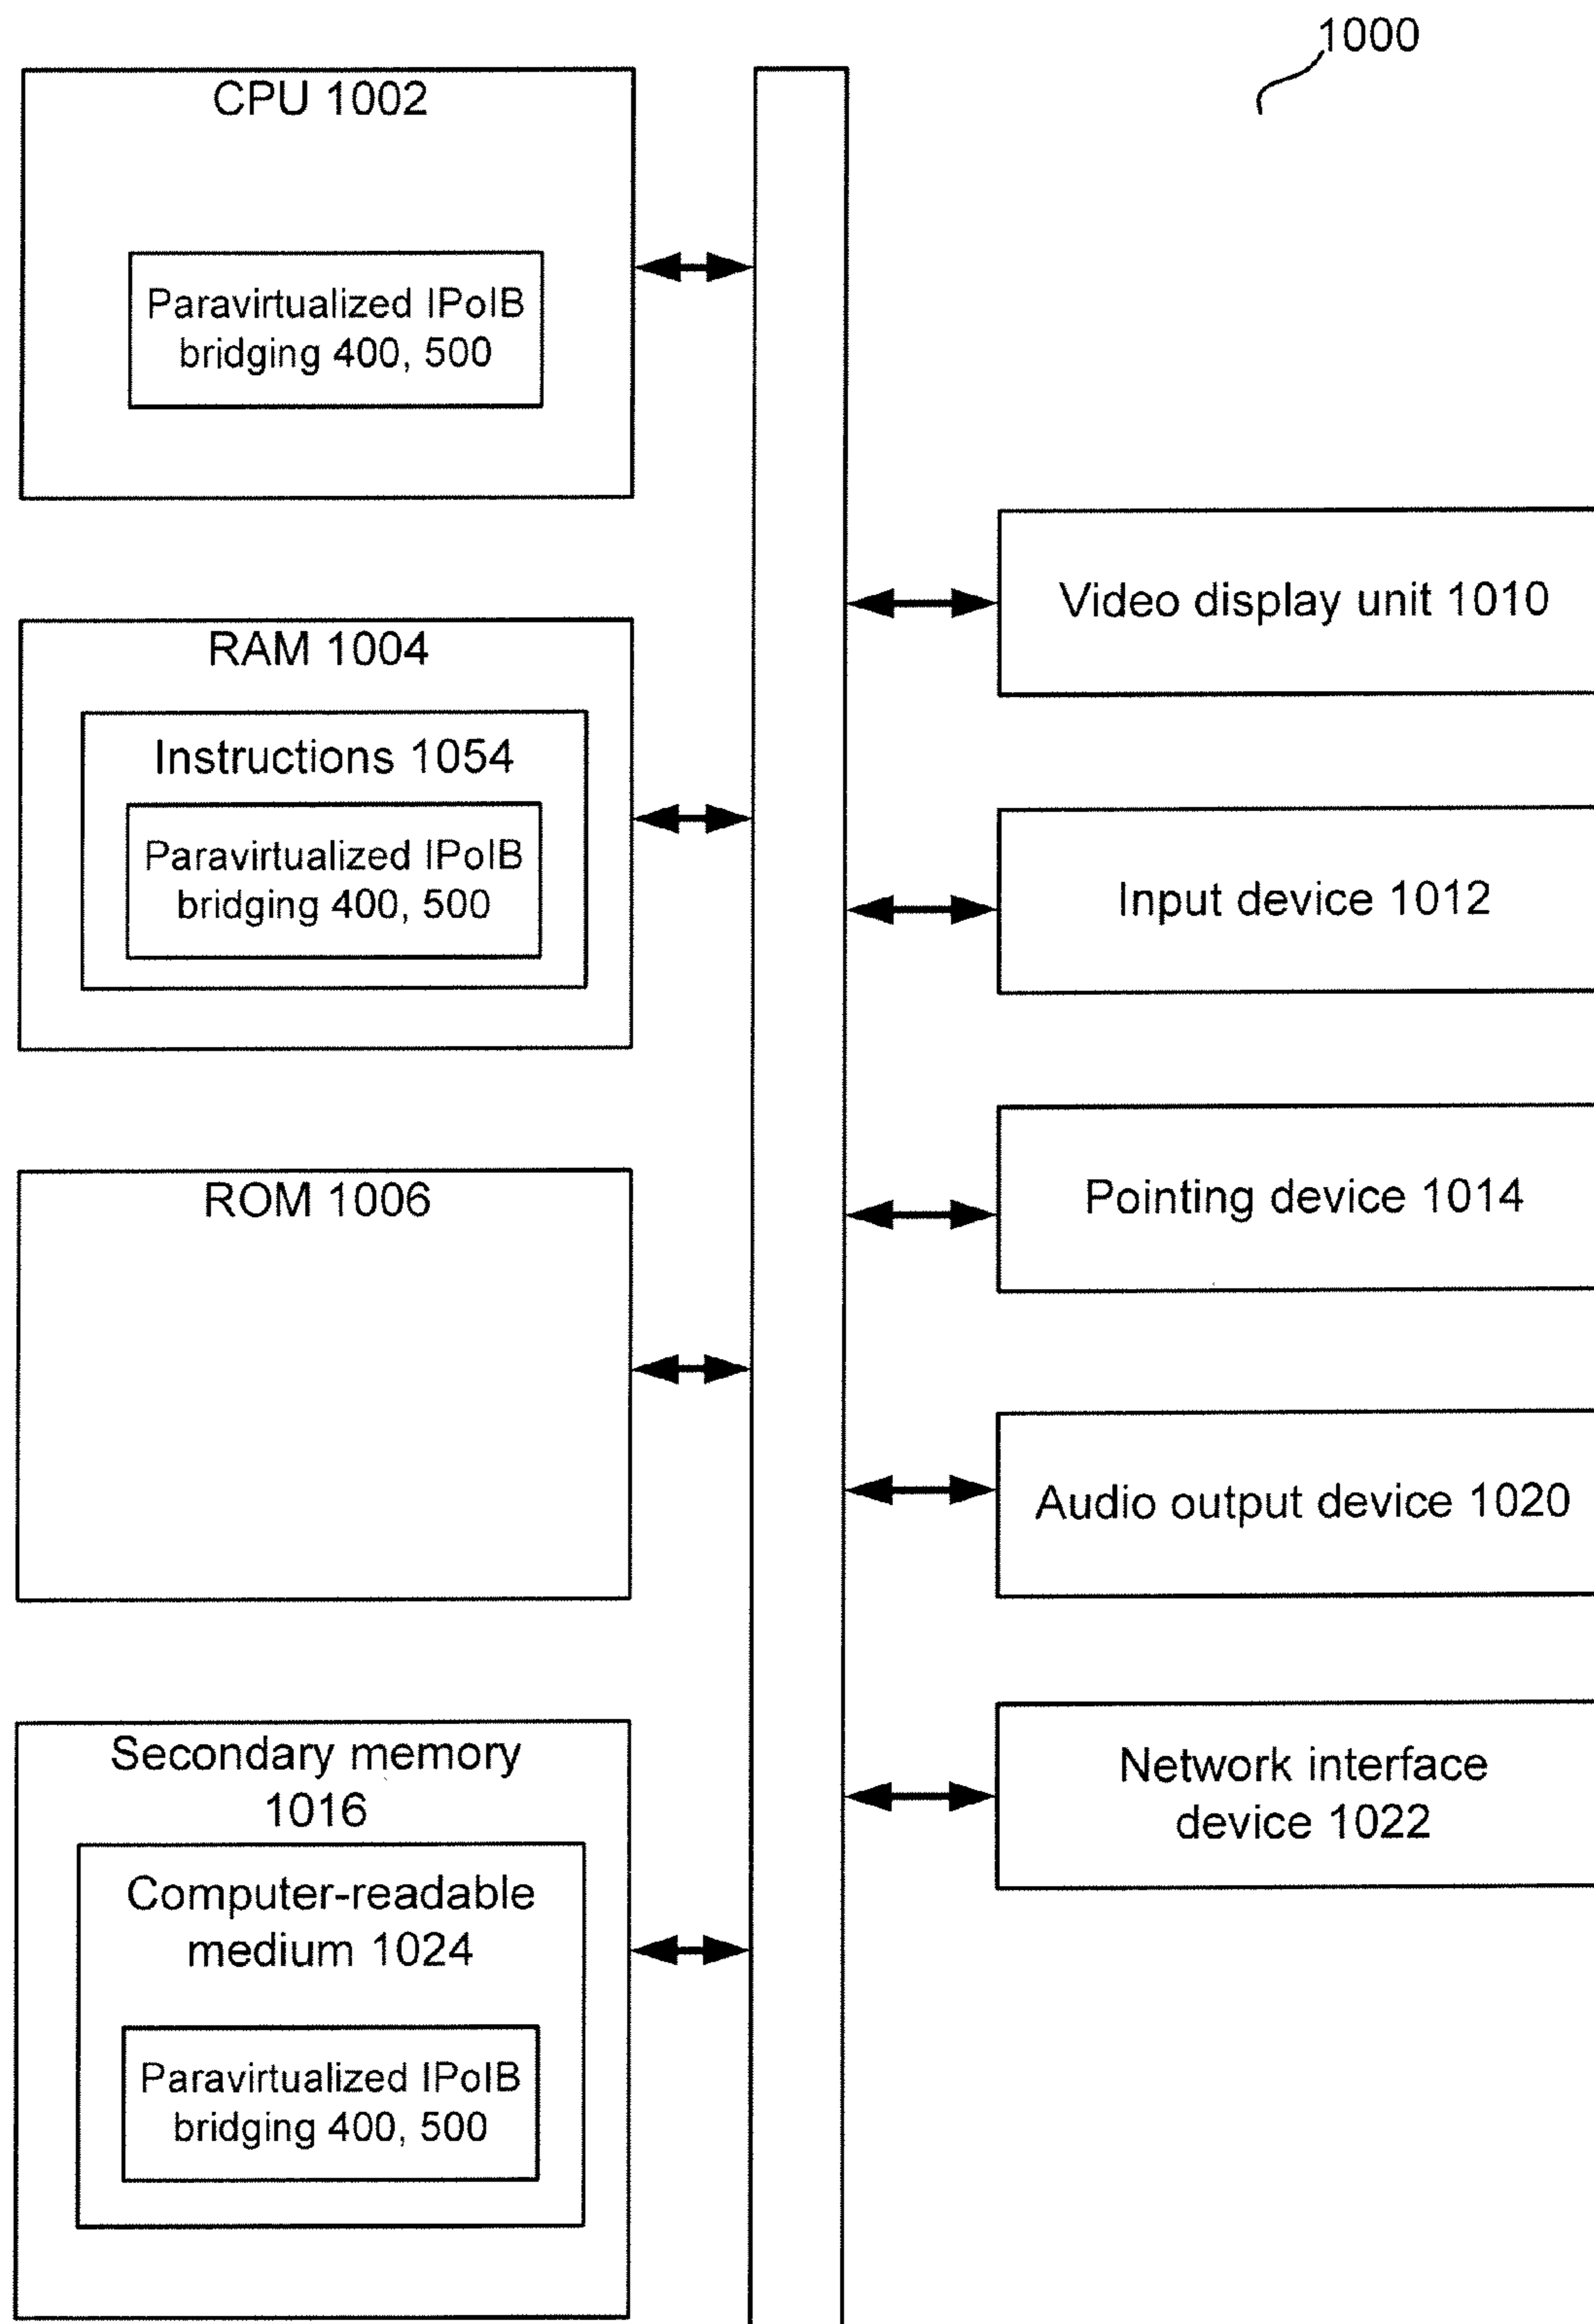 1000
CPU 1002
Paravirtualized IPoIB
bridging 400, 500
RAM 1004
Instructions 1054
Paravirtualized IPoIB
bridging 400, 500
ROM 1006
Secondary memory
1016
Computer-readable
medium 1024
Paravirtualized IPoIB
bridging 400, 500
Video display unit 1010
Input device 1012
Pointing device 1014
Audio output device 1020
Network interface
device 1022